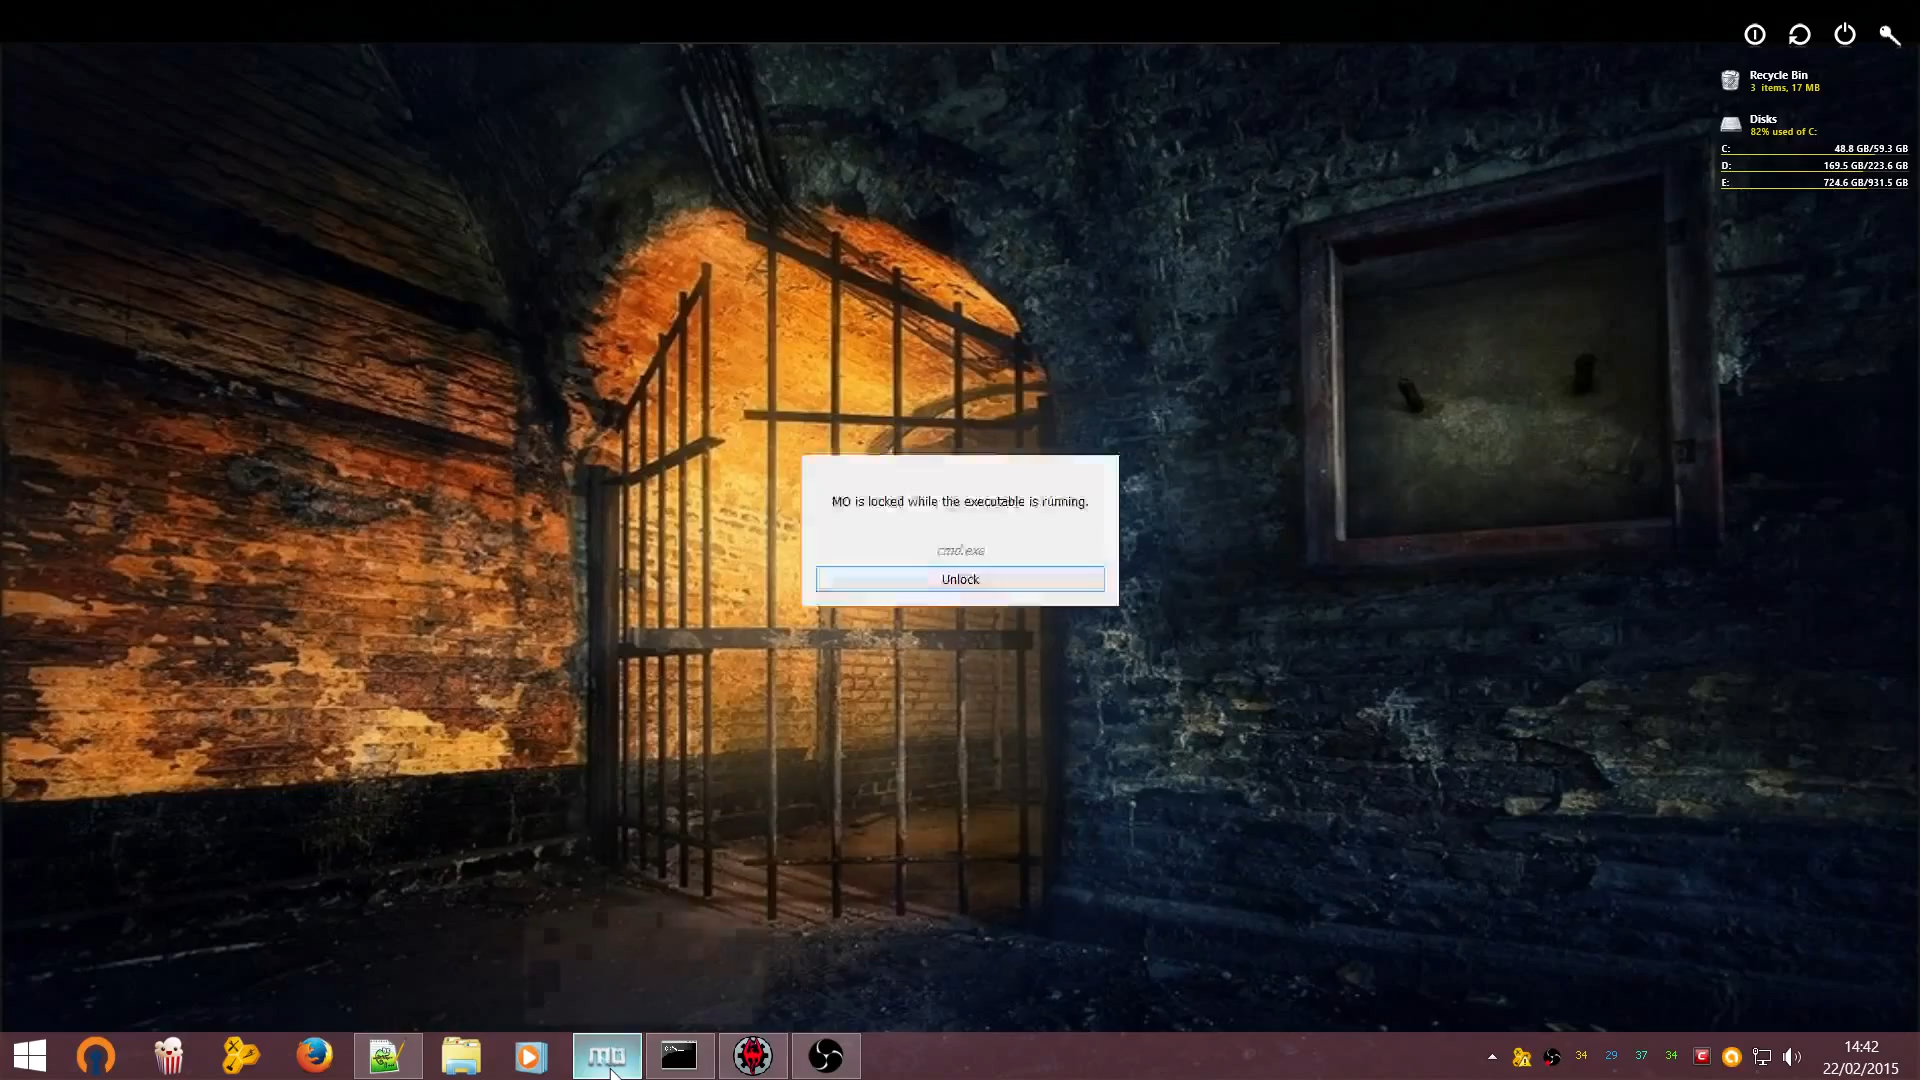 Recycle Bin
3 items, 17 MB
Disks
82% used of C:
C: 48.8 GB/59.3 GB
D: 169.5 GB/223.6 GB
E: 724.6 GB/931.5 GB
MO is locked while the executable is running.
cmd.exe
Unlock
MO
34 29 37 34
14:42
22/02/2015